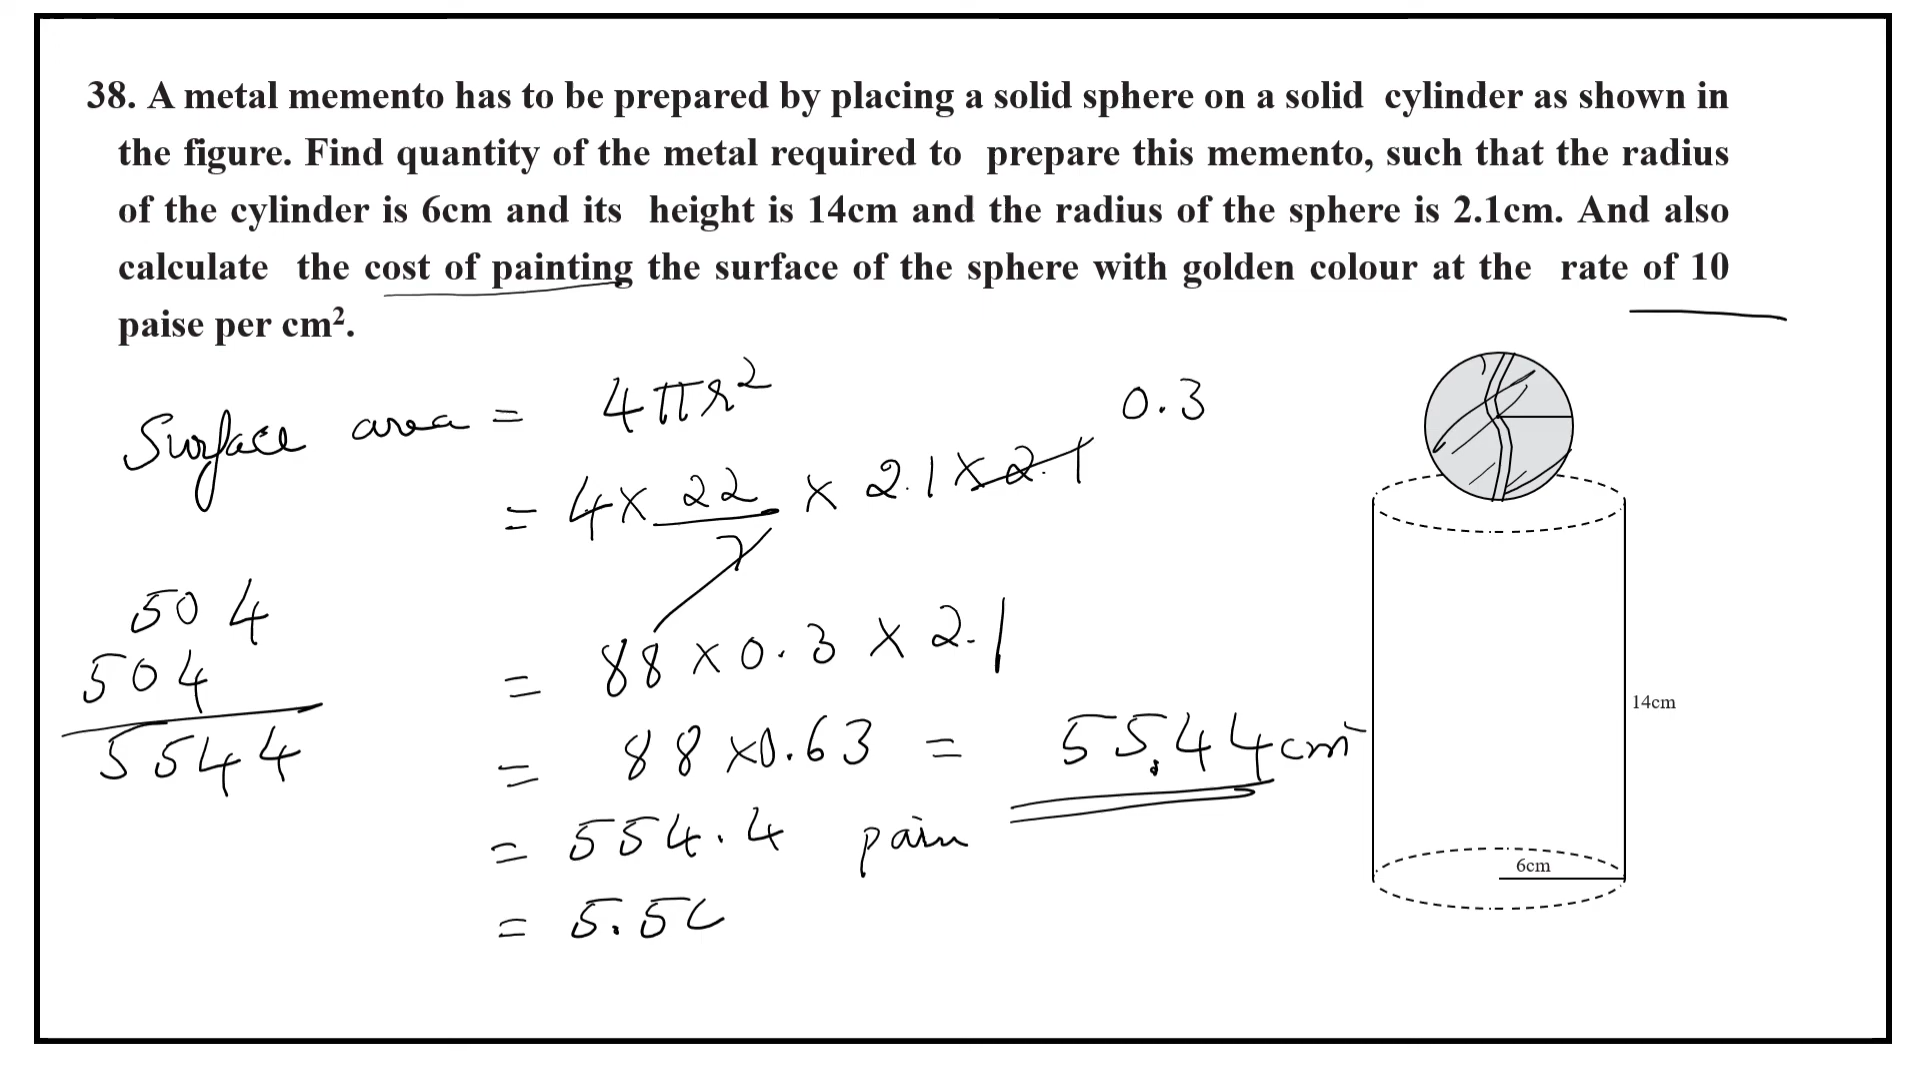 38. A metal memento has to be prepared by placing a solid sphere on a solid cylinder as shown in
the figure. Find quantity of the metal required to prepare this memento, such that the radius
of the cylinder is 6cm and its height is 14cm and the radius of the sphere is 2.1cm. And also
calculate the cost of painting the surface of the sphere with golden colour at the rate of 10
paise per cm².
Surface area = 4πr²
0.3
= 4 × 22/7 × 2.1 × 2.1
= 88 × 0.3 × 2.1
504
504
5544
= 88 × 0.63 = 55.44 cm²
= 554.4
= 5.5
14cm
6cm